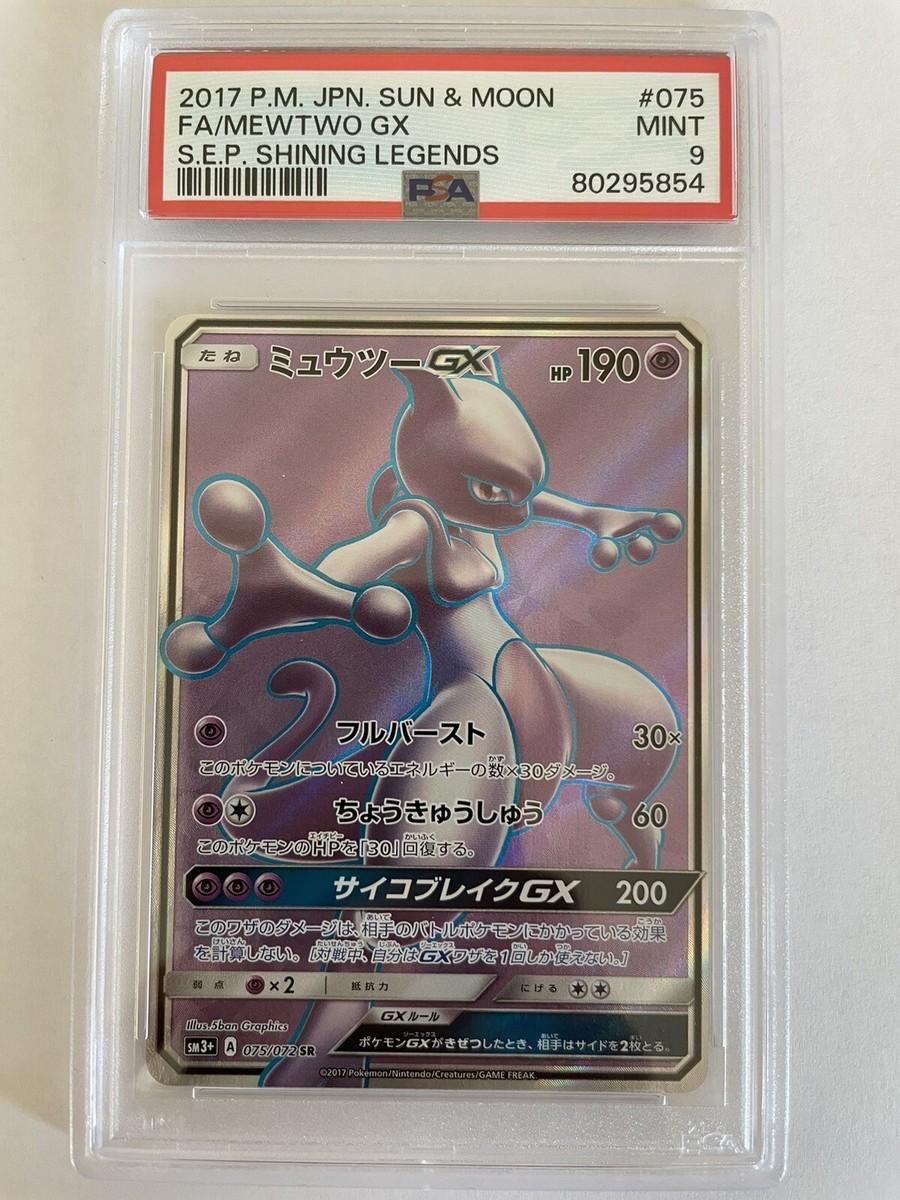 2017 P.M. JPN. SUN & MOON #075
FA/MEWTWO GX MINT
S.E.P. SHINING LEGENDS 9
PSA 80295854
たね ミュウツーGX HP 190
フルバースト 30×
このポケモンについているエネルギーの数×30ダメージ。
ちょうきゅうしゅう 60
このポケモンのHPを「30」回復する。
サイコブレイクGX 200
このワザのダメージは、相手のバトルポケモンにかかっている効果
を計算しない。[対戦中、自分はGXワザを1回しか使えない。]
弱点 ×2 抵抗力 にげる
Illus.5ban Graphics
GXルール
SM3+ A 075/072 SR
ポケモンGXがきぜつしたとき、相手はサイドを2枚とる。
©2017 Pokémon/Nintendo/Creatures/GAME FREAK.